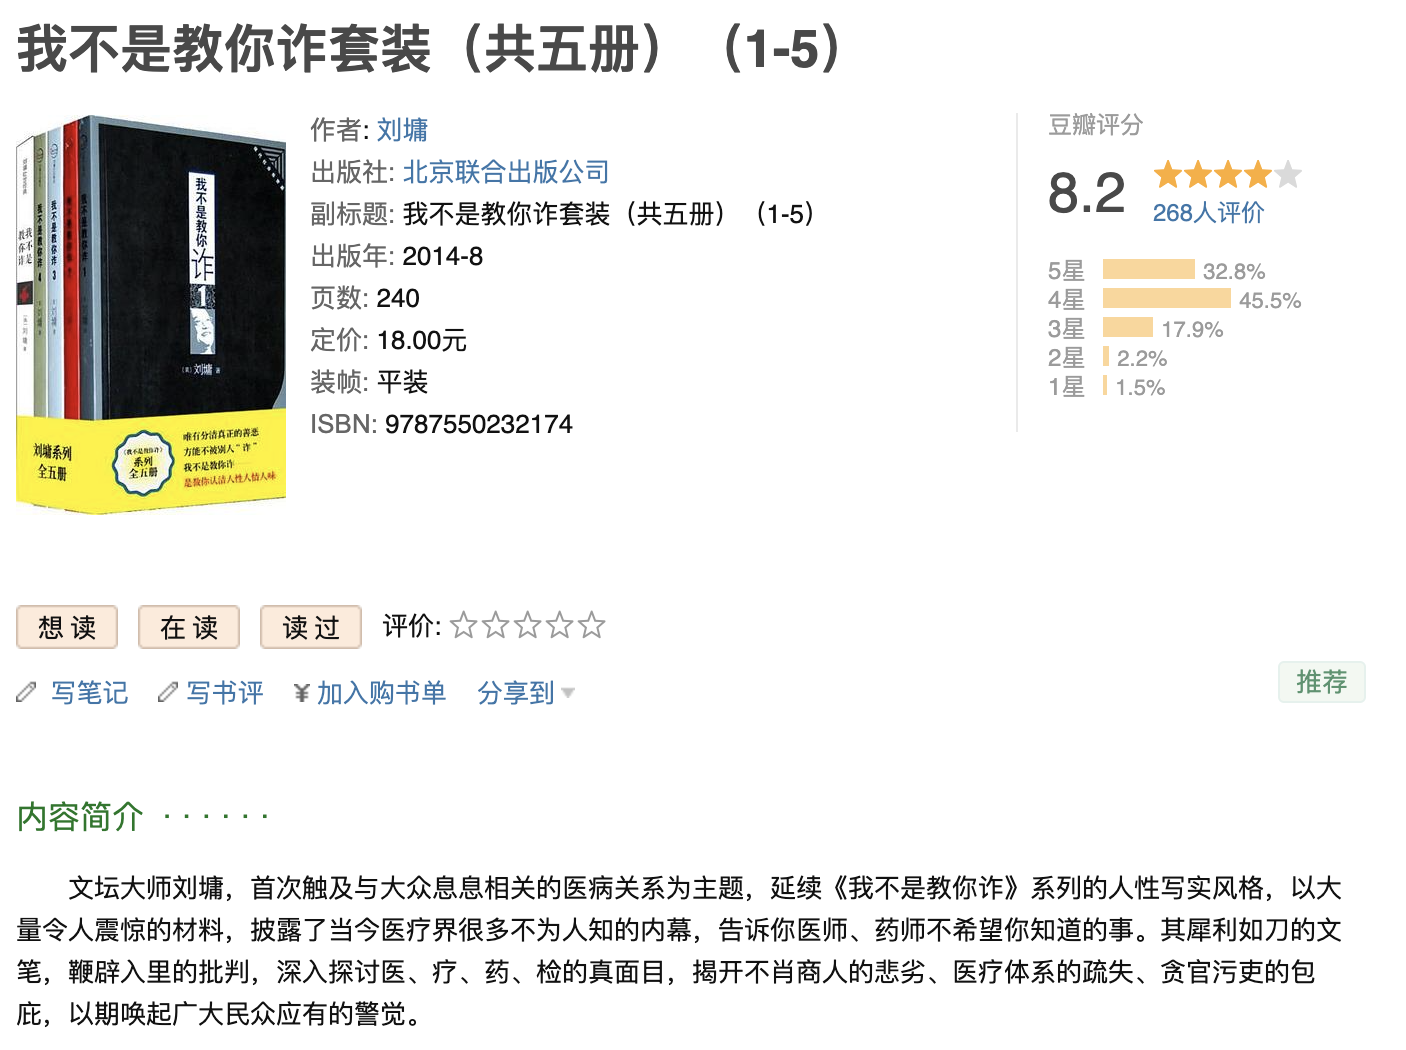 我不是教你诈套装（共五册）（1-5）
我不是教你诈 4
我不是教你诈 3
我不是教你诈
1
[美] 刘墉 著
刘墉系列
全五册
《我不是教你诈》
系列
全五册
唯有分清真正的善恶
方能不被别人“诈”
我不是教你诈
是教你认清人性人情人味
作者: 刘墉
出版社: 北京联合出版公司
副标题: 我不是教你诈套装（共五册）（1-5）
出版年: 2014-8
页数: 240
定价: 18.00元
装帧: 平装
ISBN: 9787550232174
豆瓣评分
8.2
268人评价
5星 32.8%
4星 45.5%
3星 17.9%
2星 2.2%
1星 1.5%
想读 在读 读过 评价:
写笔记 写书评 ¥加入购书单 分享到
推荐
内容简介 · · · · · ·
文坛大师刘墉，首次触及与大众息息相关的医病关系为主题，延续《我不是教你诈》系列的人性写实风格，以大
量令人震惊的材料，披露了当今医疗界很多不为人知的内幕，告诉你医师、药师不希望你知道的事。其犀利如刀的文
笔，鞭辟入里的批判，深入探讨医、疗、药、检的真面目，揭开不肖商人的悲劣、医疗体系的疏失、贪官污吏的包
庇，以期唤起广大民众应有的警觉。